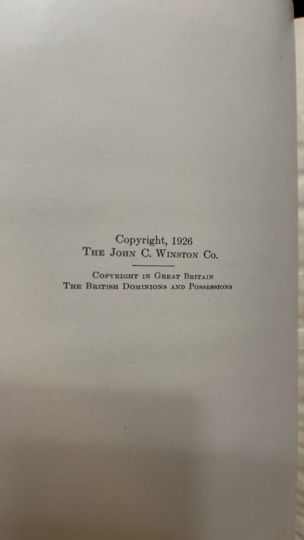 Copyright, 1926
The John C. Winston Co.
Copyright in Great Britain
The British Dominions and Possessions